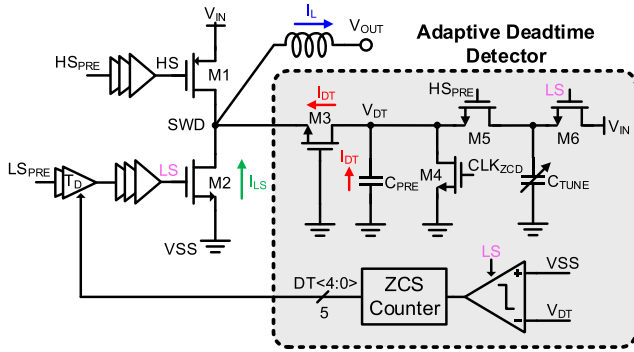 V_IN
I_L
V_OUT
Adaptive Deadtime
Detector
HS_PRE
HS
M1
SWD
I_DT
M3
V_DT
HS_PRE
M5
LS
M6
V_IN
LS_PRE
T_D
LS
M2
I_LS
I_DT
C_PRE
M4
CLK_ZCD
C_TUNE
VSS
DT<4:0>
5
ZCS
Counter
LS
+
VSS
−
V_DT